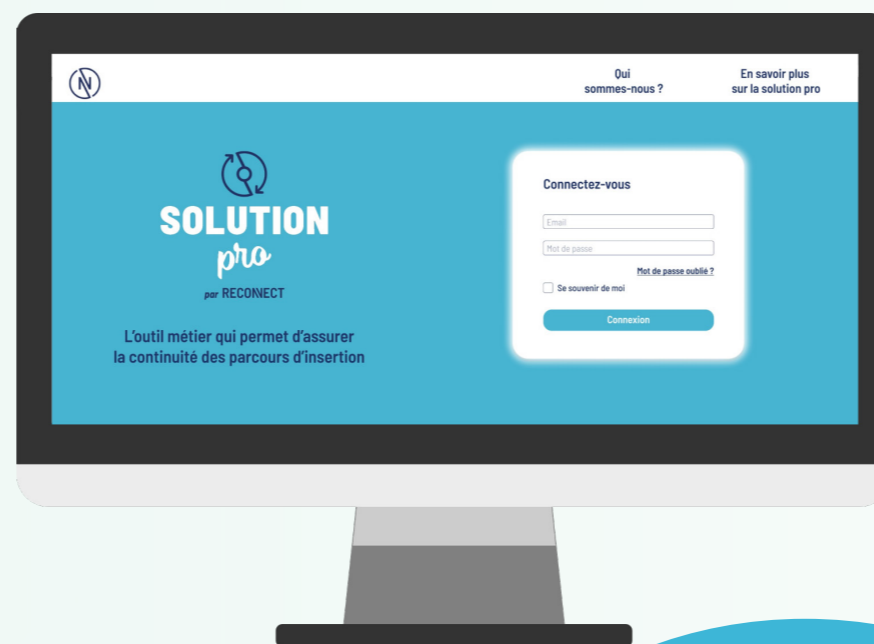 N
Qui
sommes-nous ?
En savoir plus
sur la solution pro
SOLUTION
pro
par RECONNECT
L'outil métier qui permet d'assurer
la continuité des parcours d'insertion
Connectez-vous
Email
Mot de passe
Mot de passe oublié ?
Se souvenir de moi
Connexion